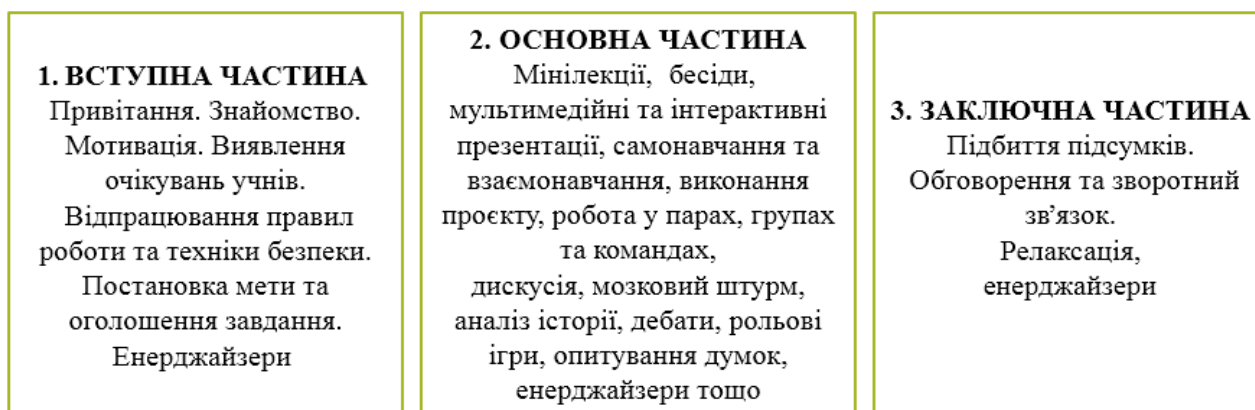 1. ВСТУПНА ЧАСТИНА
Привітання. Знайомство.
Мотивація. Виявлення
очікувань учнів.
Відпрацювання правил
роботи та техніки безпеки.
Постановка мети та
оголошення завдання.
Енерджайзери
2. ОСНОВНА ЧАСТИНА
Мінілекції, бесіди,
мультимедійні та інтерактивні
презентації, самонавчання та
взаємонавчання, виконання
проєкту, робота у парах, групах
та командах,
дискусія, мозковий штурм,
аналіз історії, дебати, рольові
ігри, опитування думок,
енерджайзери тощо
3. ЗАКЛЮЧНА ЧАСТИНА
Підбиття підсумків.
Обговорення та зворотний
зв’язок.
Релаксація,
енерджайзери